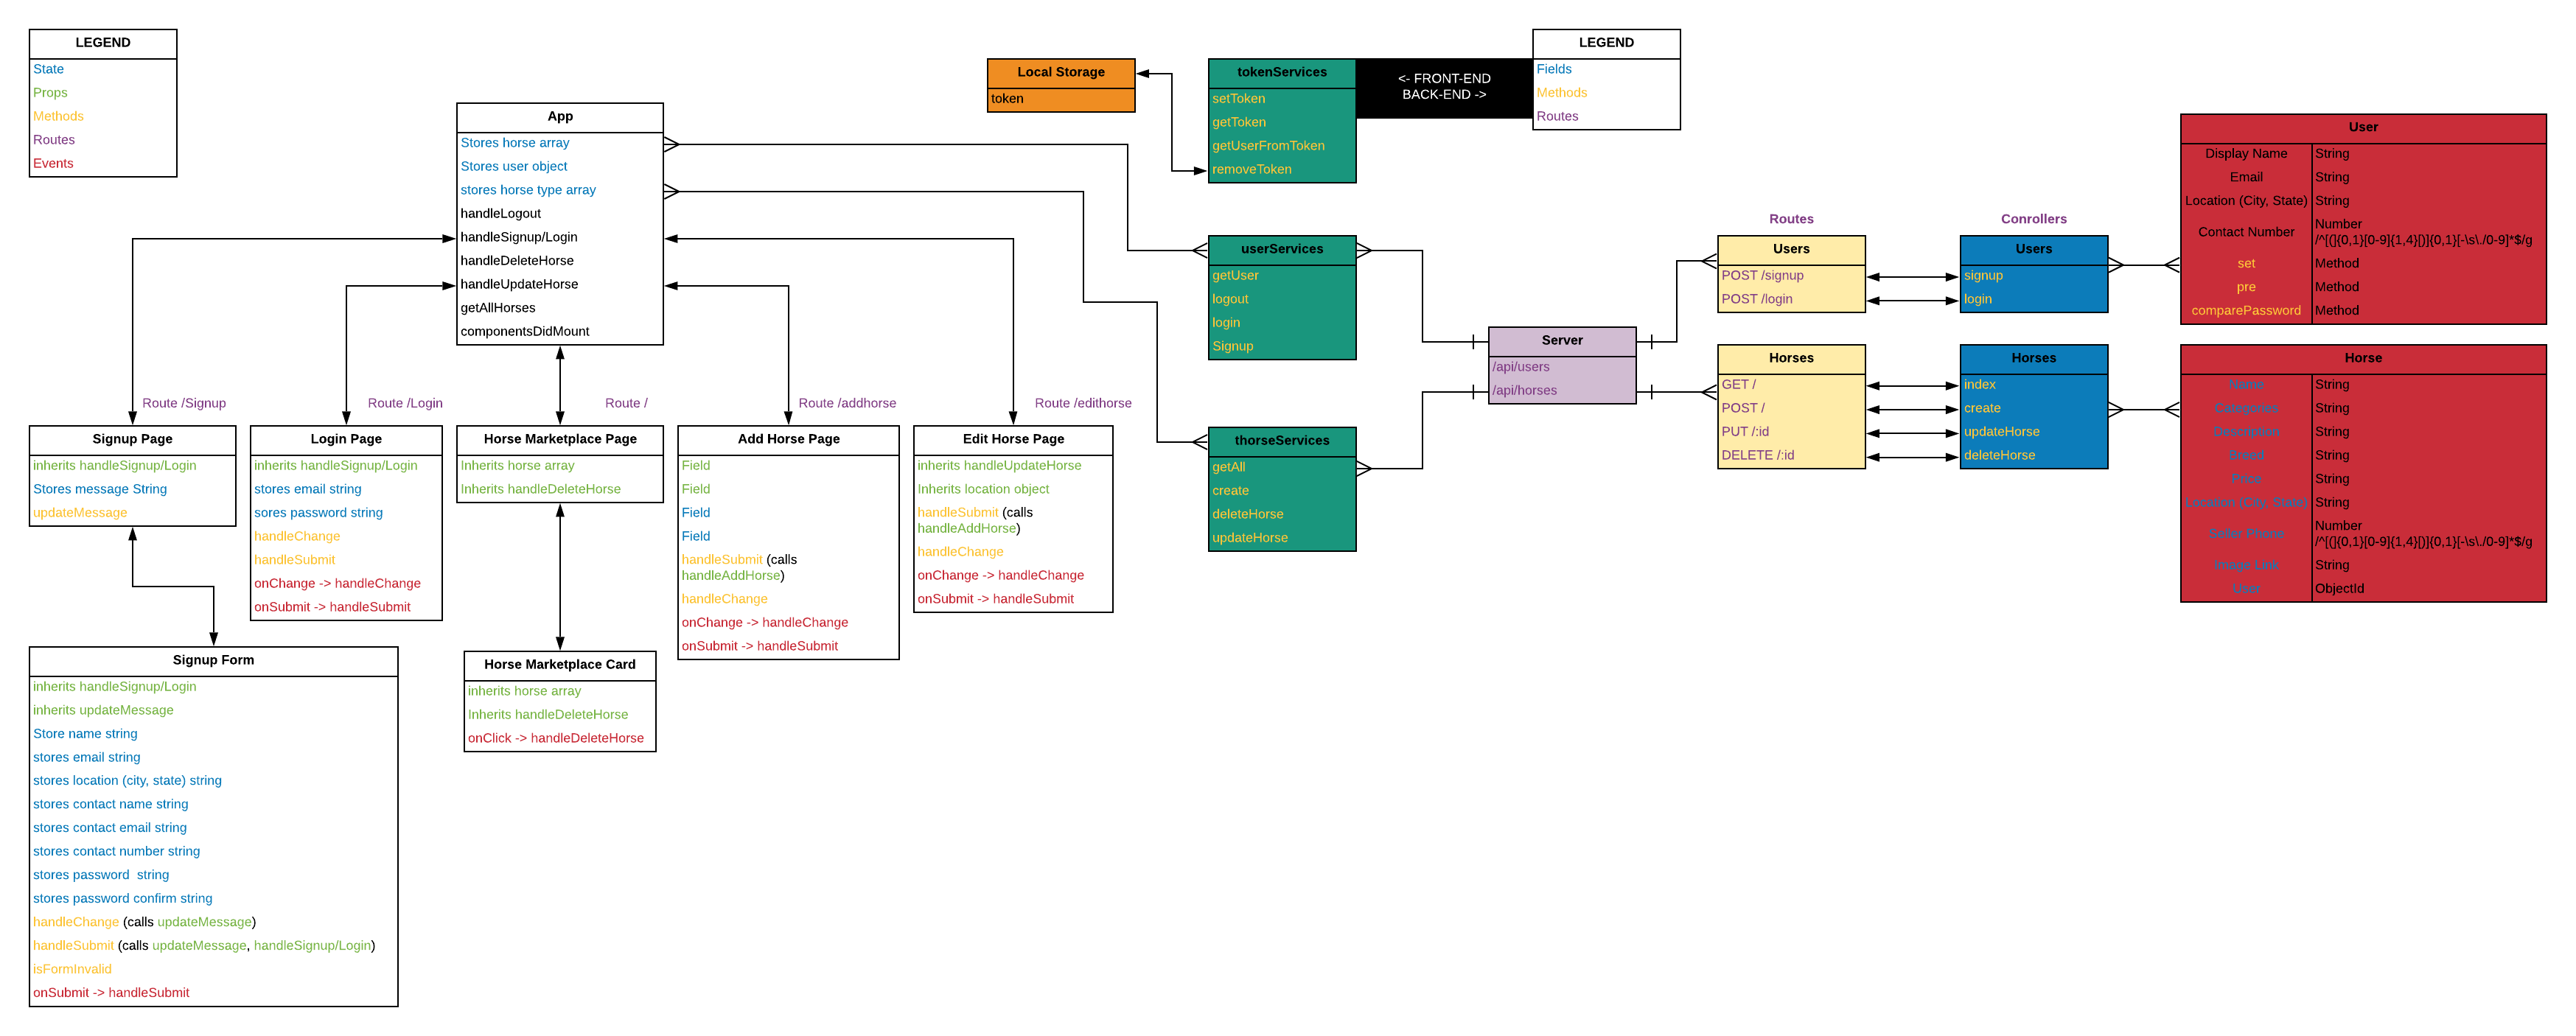 LEGEND
State
Props
Methods
Routes
Events
App
Stores horse array
Stores user object
stores horse type array
handleLogout
handleSignup/Login
handleDeleteHorse
handleUpdateHorse
getAllHorses
componentsDidMount
Route /Signup
Route /Login
Route /
Route /addhorse
Route /edithorse
Signup Page
inherits handleSignup/Login
Stores message String
updateMessage
Login Page
inherits handleSignup/Login
stores email string
sores password string
handleChange
handleSubmit
onChange -> handleChange
onSubmit -> handleSubmit
Horse Marketplace Page
Inherits horse array
Inherits handleDeleteHorse
Add Horse Page
Field
Field
Field
Field
handleSubmit (calls
handleAddHorse)
handleChange
onChange -> handleChange
onSubmit -> handleSubmit
Edit Horse Page
inherits handleUpdateHorse
Inherits location object
handleSubmit (calls
handleAddHorse)
handleChange
onChange -> handleChange
onSubmit -> handleSubmit
Signup Form
inherits handleSignup/Login
inherits updateMessage
Store name string
stores email string
stores location (city, state) string
stores contact name string
stores contact email string
stores contact number string
stores password  string
stores password confirm string
handleChange (calls updateMessage)
handleSubmit (calls updateMessage, handleSignup/Login)
isFormInvalid
onSubmit -> handleSubmit
Horse Marketplace Card
inherits horse array
Inherits handleDeleteHorse
onClick -> handleDeleteHorse
Local Storage
token
tokenServices
setToken
getToken
getUserFromToken
removeToken
<- FRONT-END
BACK-END ->
LEGEND
Fields
Methods
Routes
userServices
getUser
logout
login
Signup
thorseServices
getAll
create
deleteHorse
updateHorse
Server
/api/users
/api/horses
Routes
Users
POST /signup
POST /login
Horses
GET /
POST /
PUT /:id
DELETE /:id
Conrollers
Users
signup
login
Horses
index
create
updateHorse
deleteHorse
User
Display Name String
Email String
Location (City, State) String
Contact Number Number
/^[(]{0,1}[0-9]{1,4}[)]{0,1}[-\s\./0-9]*$/g
set Method
pre Method
comparePassword Method
Horse
Name String
Categories String
Description String
Breed String
Price String
Location (City, State) String
Seller Phone Number
/^[(]{0,1}[0-9]{1,4}[)]{0,1}[-\s\./0-9]*$/g
Image Link String
User ObjectId